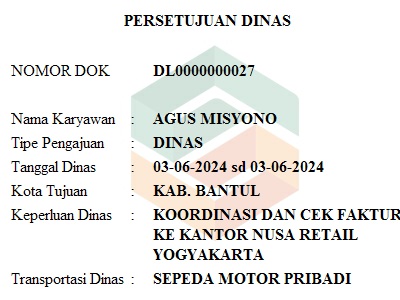 PERSETUJUAN DINAS
NOMOR DOK DL0000000027
Nama Karyawan : AGUS MISYONO
Tipe Pengajuan : DINAS
Tanggal Dinas : 03-06-2024 sd 03-06-2024
Kota Tujuan : KAB. BANTUL
Keperluan Dinas : KOORDINASI DAN CEK FAKTUR
KE KANTOR NUSA RETAIL
YOGYAKARTA
Transportasi Dinas : SEPEDA MOTOR PRIBADI